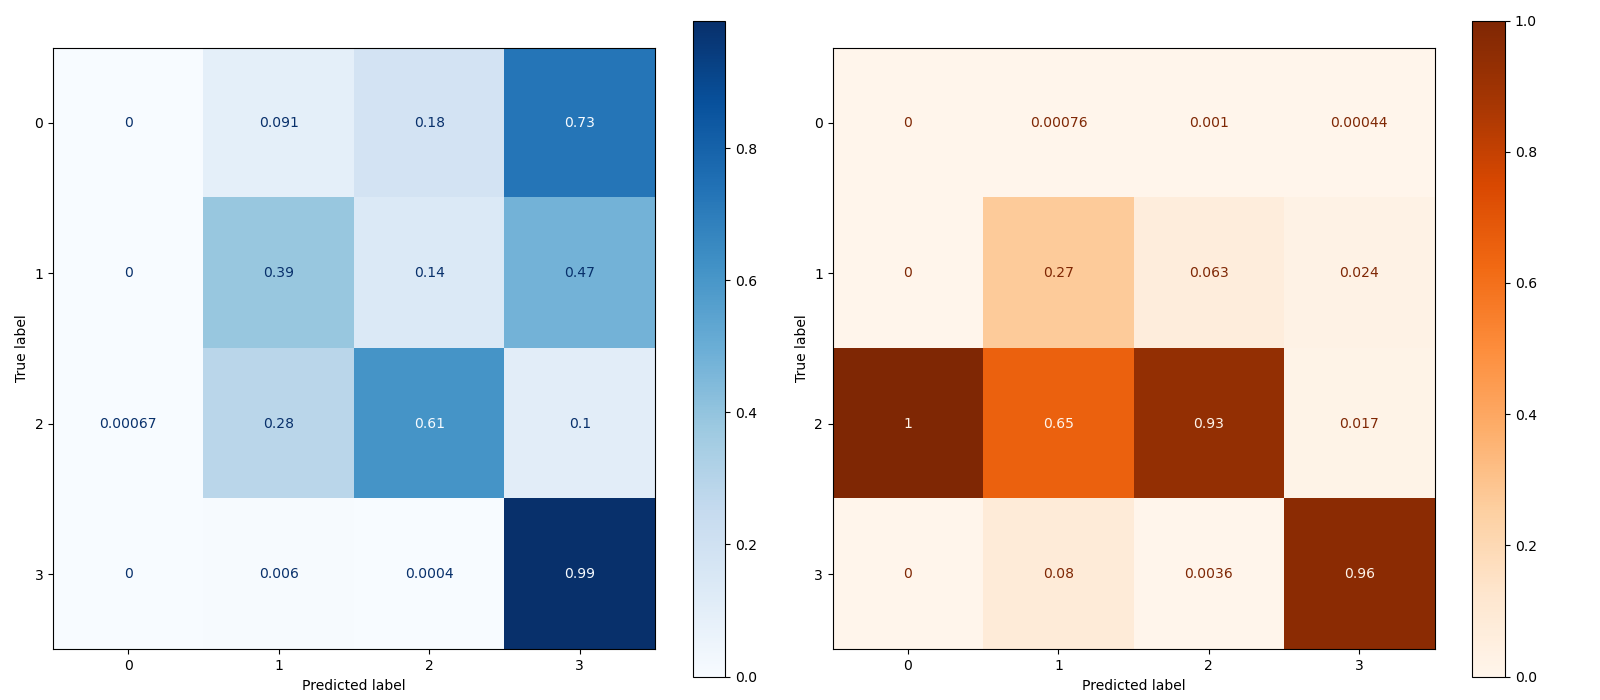 0 0 0.091 0.18 0.73
1 0 0.39 0.14 0.47
2 0.00067 0.28 0.61 0.1
3 0 0.006 0.0004 0.99
0 1 2 3
Predicted label
True label
0.8
0.6
0.4
0.2
0.0
0 0 0.00076 0.001 0.00044
1 0 0.27 0.063 0.024
2 1 0.65 0.93 0.017
3 0 0.08 0.0036 0.96
0 1 2 3
Predicted label
True label
1.0
0.8
0.6
0.4
0.2
0.0